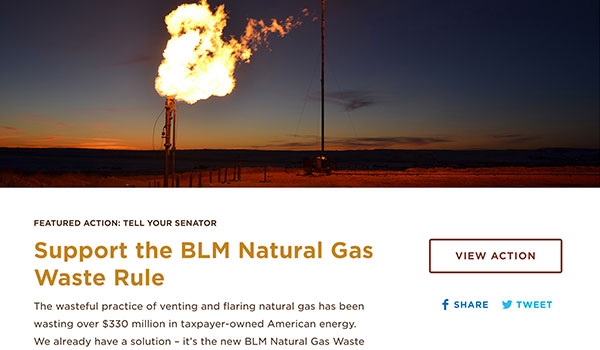 FEATURED ACTION: TELL YOUR SENATOR
Support the BLM Natural Gas
Waste Rule
VIEW ACTION
SHARE TWEET
The wasteful practice of venting and flaring natural gas has been
wasting over $330 million in taxpayer-owned American energy.
We already have a solution – it's the new BLM Natural Gas Waste